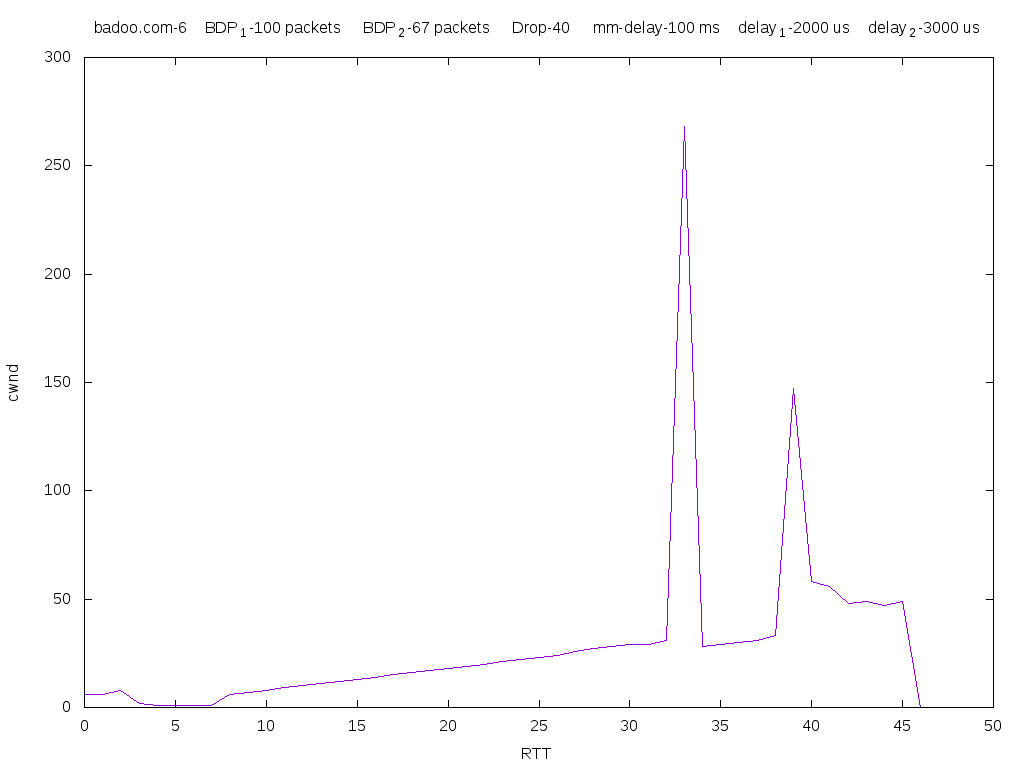 badoo.com-6 BDP1-100 packets BDP2-67 packets Drop-40 mm-delay-100 ms delay1-2000 us delay2-3000 us
300
250
200
150
100
50
0
cwnd
0 5 10 15 20 25 30 35 40 45 50
RTT